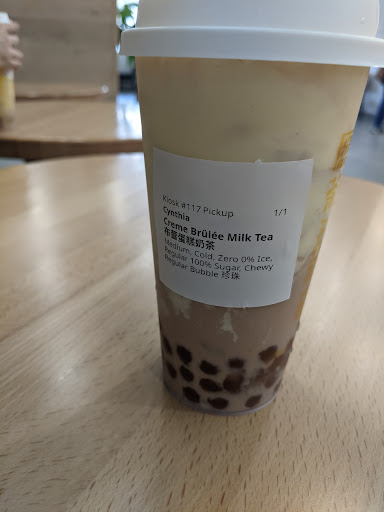 Kiosk #117 Pickup 1/1
Cynthia
Creme Brûlée Milk Tea
布蕾蛋糕奶茶
Medium, Cold, Zero 0% Ice,
Regular 100% Sugar, Chewy
Regular Bubble 珍珠